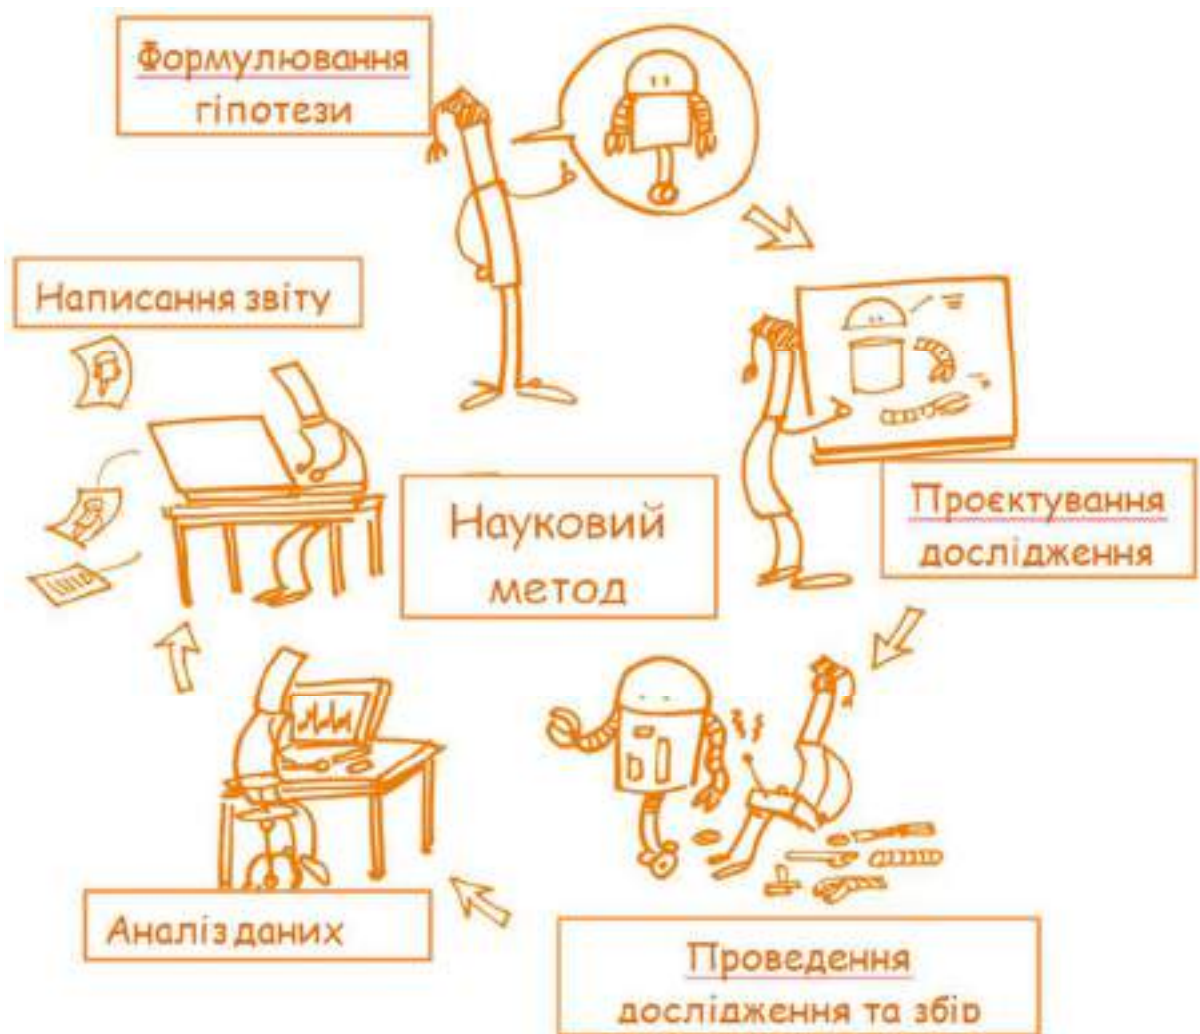 Формулювання
гіпотези
Написання звіту
Проєктування
дослідження
Науковий
метод
Аналіз даних
Проведення
дослідження та збір